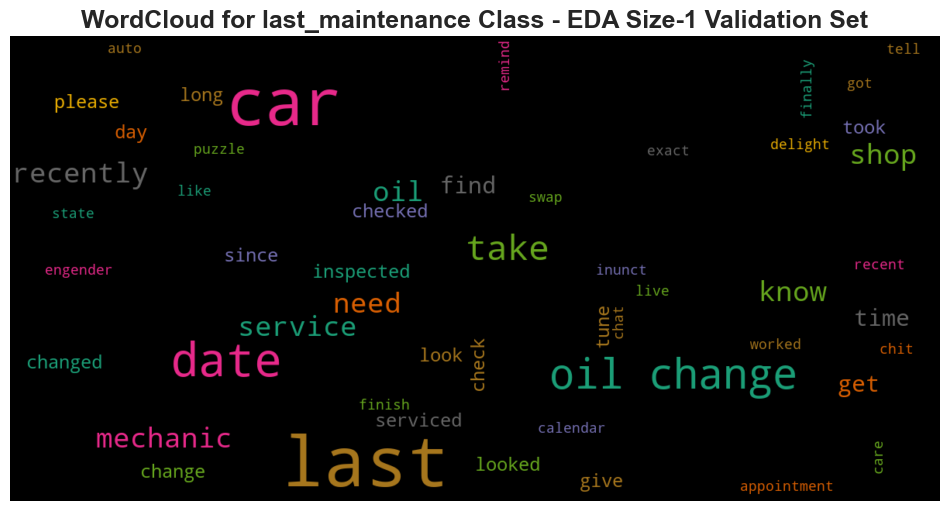 WordCloud for last_maintenance Class - EDA Size-1 Validation Set
auto
remind
tell
please
long
car
finally
got
day
took
puzzle
exact
delight
shop
recently
like
oil
find
swap
state
checked
since
take
engender
inspected
inunct
recent
need
live
know
service
tune
chat
time
changed
date
look
check
worked
chit
oil change
get
finish
serviced
calendar
mechanic
last
looked
care
change
give
appointment